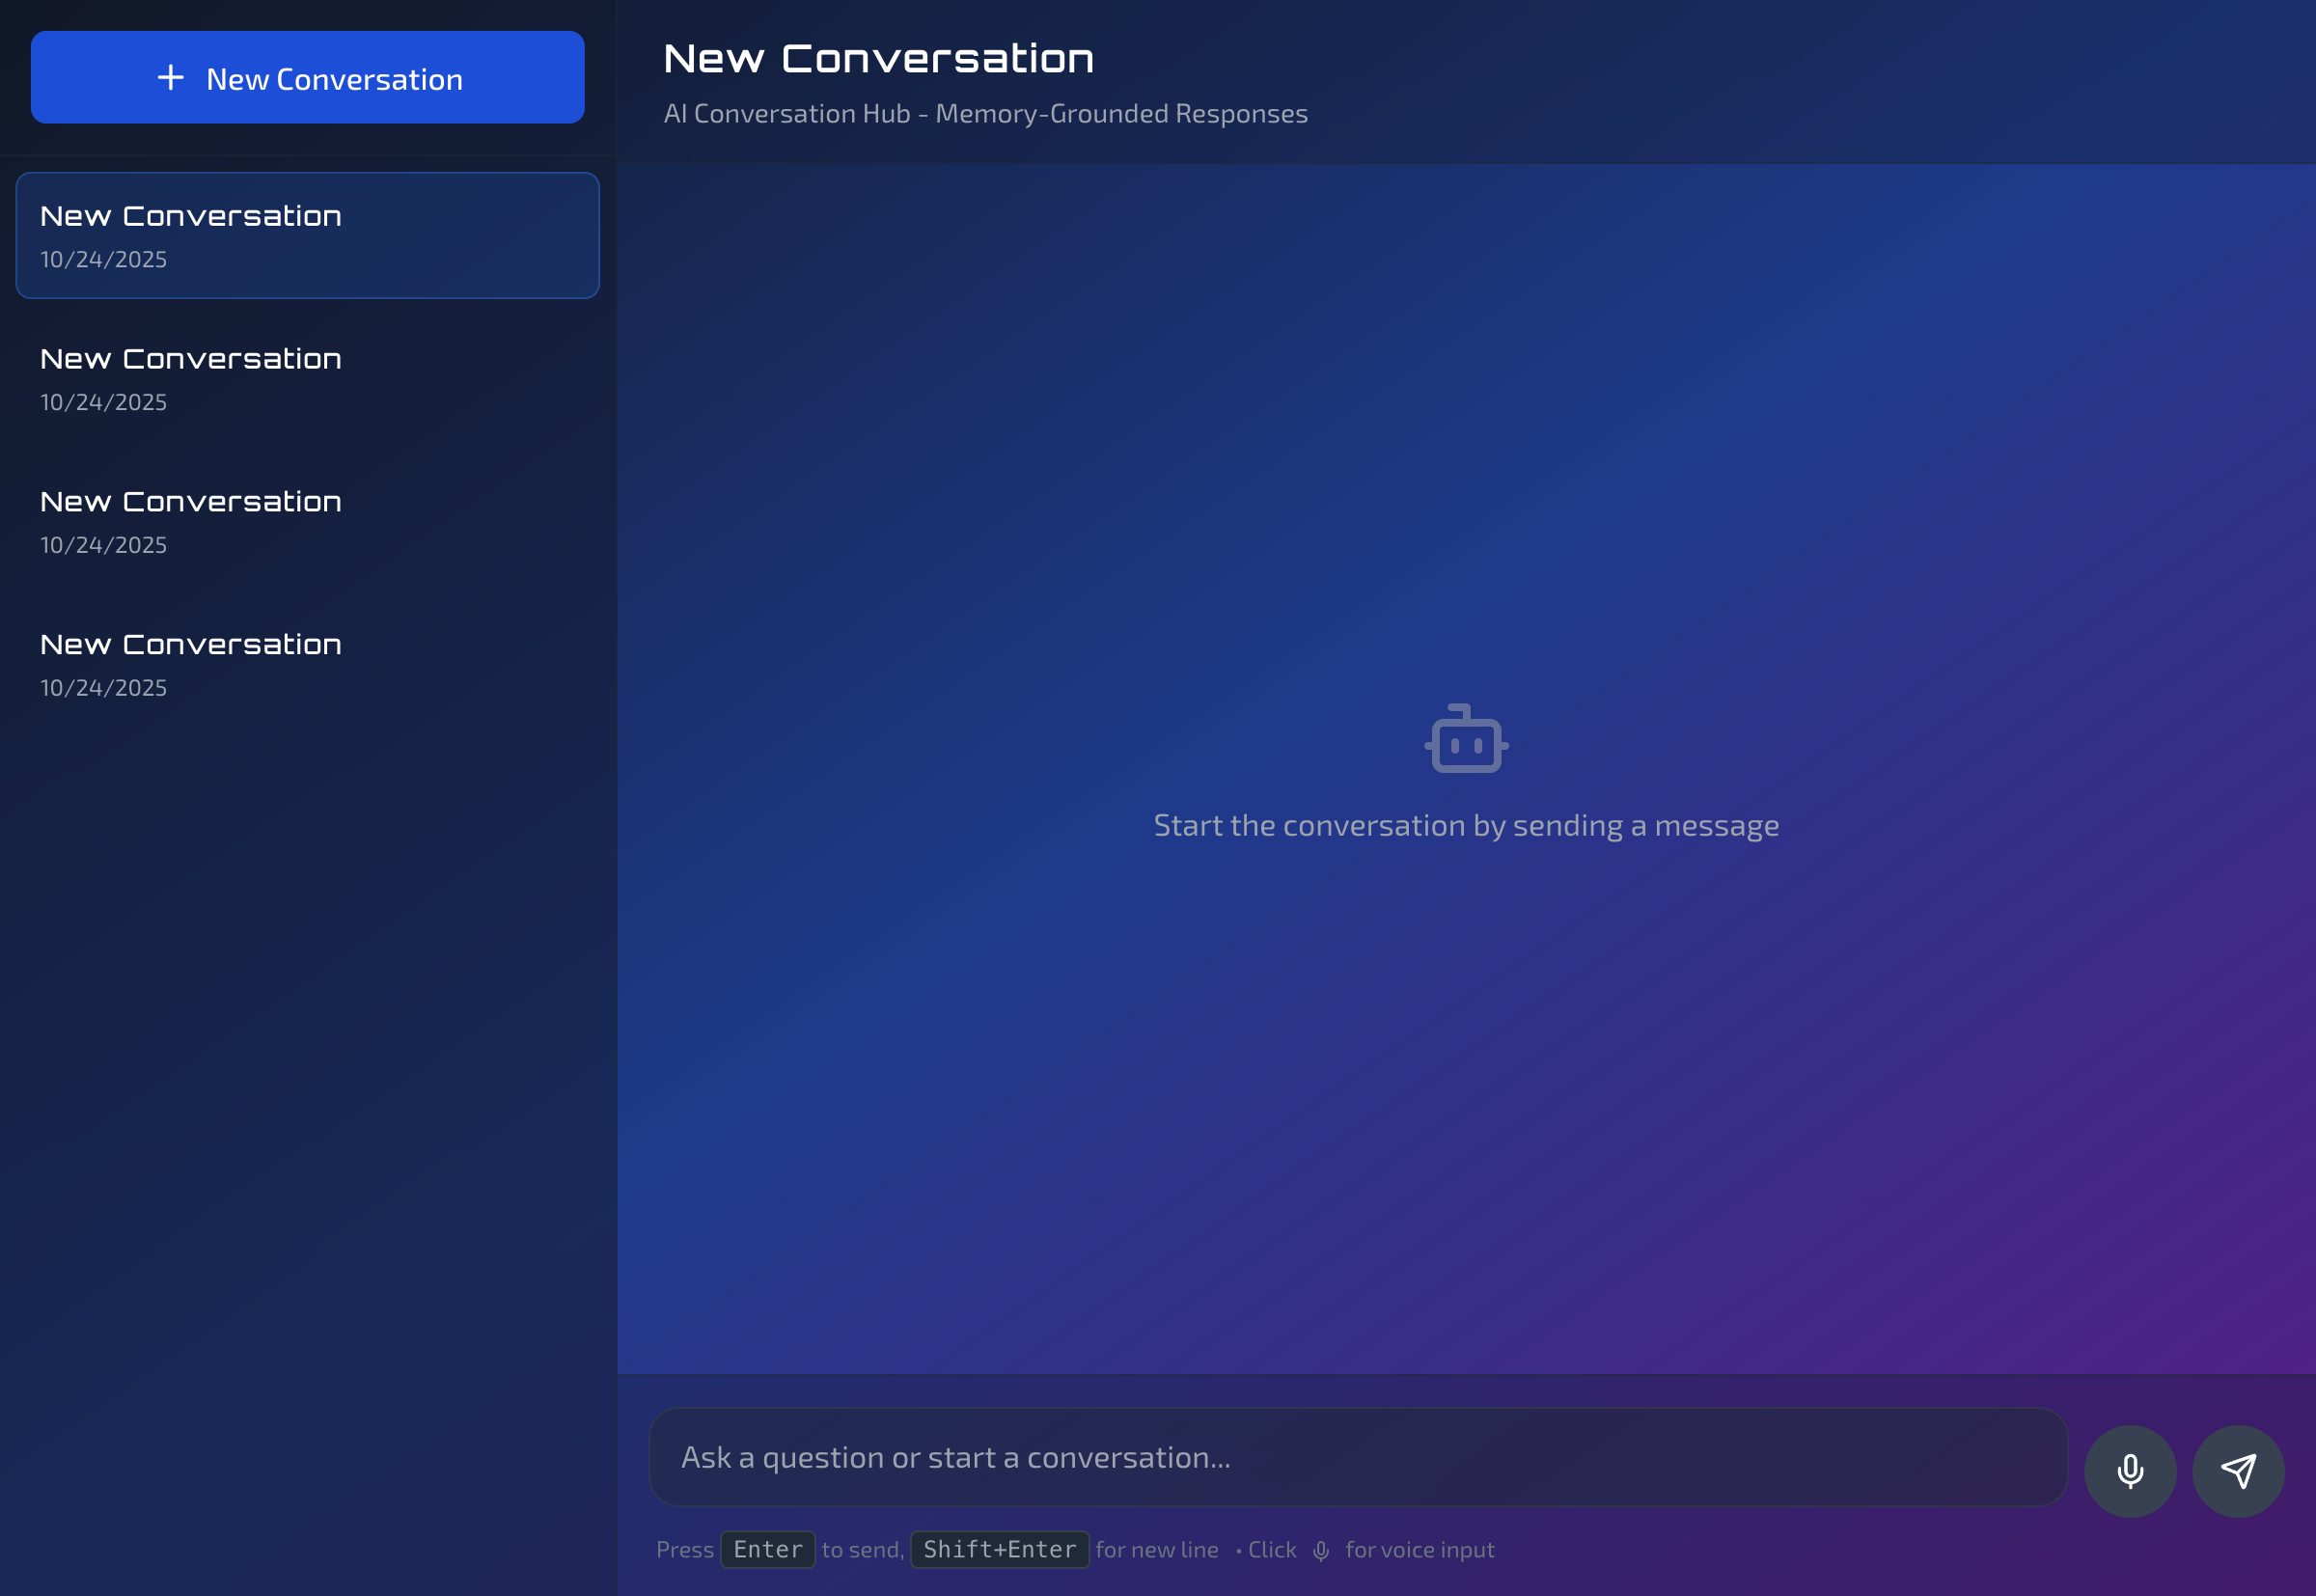 New Conversation
New Conversation
10/24/2025
New Conversation
10/24/2025
New Conversation
10/24/2025
New Conversation
10/24/2025
New Conversation
AI Conversation Hub - Memory-Grounded Responses
Start the conversation by sending a message
Ask a question or start a conversation...
Press Enter to send, Shift+Enter for new line • Click for voice input